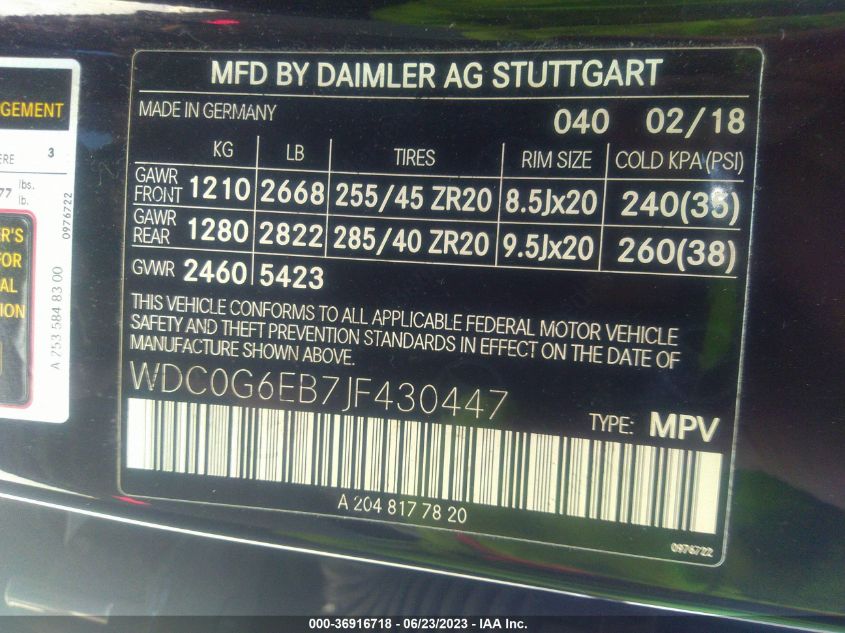 GEMENT
ERE 3
77 lbs.
lb.
0976722
ER'S
FOR
AL
ION
A 253 584 83 00
MFD BY DAIMLER AG STUTTGART
MADE IN GERMANY 040 02/18
KG LB TIRES RIM SIZE COLD KPA (PSI)
GAWR FRONT 1210 2668 255/45 ZR20 8.5Jx20 240(35)
GAWR REAR 1280 2822 285/40 ZR20 9.5Jx20 260(38)
GVWR 2460 5423
THIS VEHICLE CONFORMS TO ALL APPLICABLE FEDERAL MOTOR VEHICLE
SAFETY AND THEFT PREVENTION STANDARDS IN EFFECT ON THE DATE OF
MANUFACTURE SHOWN ABOVE.
WDC0G6EB7JF430447
TYPE: MPV
A 204 817 78 20
0976722
000-36916718 - 06/23/2023 - IAA Inc.